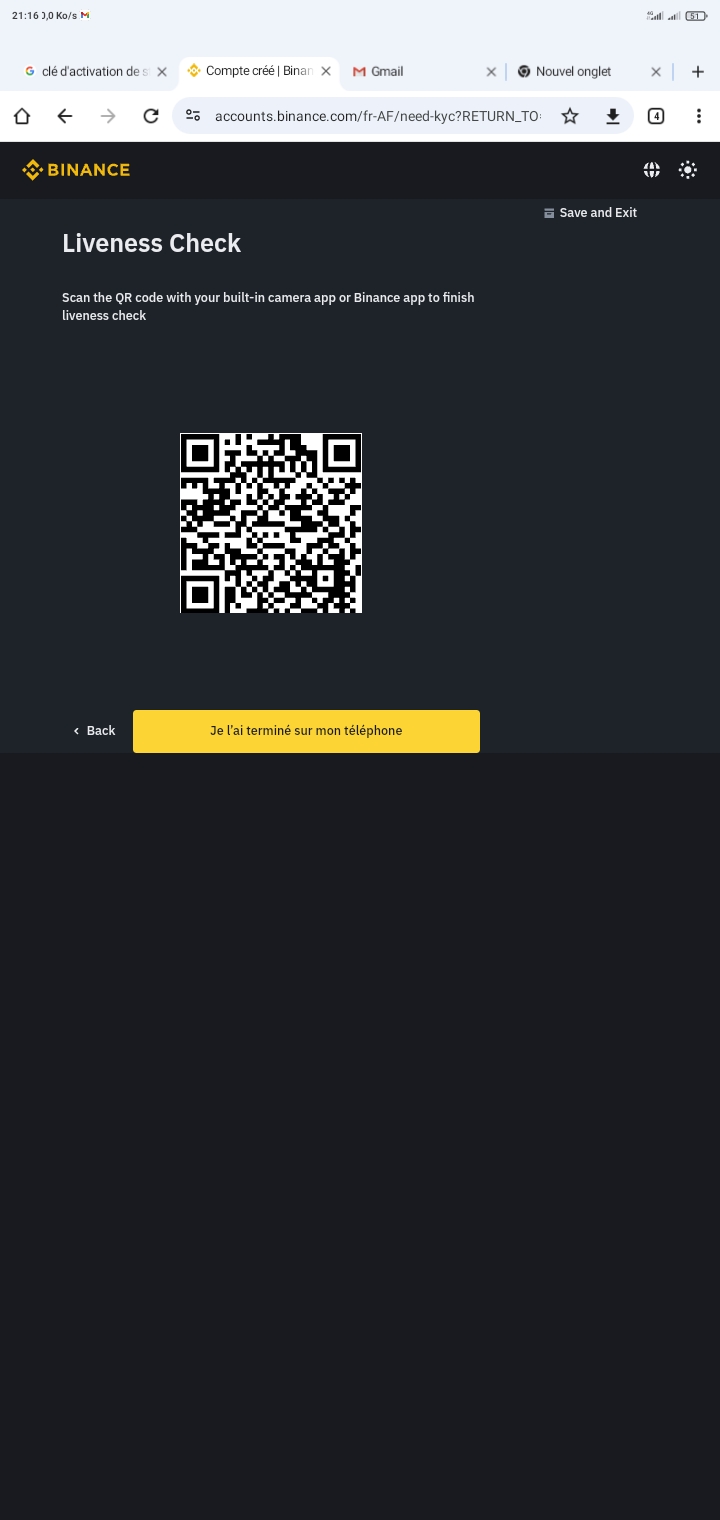 21:16 0,0 Ko/s
4G 51
clé d'activation de s
Compte créé | Binan
Gmail
Nouvel onglet
accounts.binance.com/fr-AF/need-kyc?RETURN_TO=
4
BINANCE
Save and Exit
Liveness Check
Scan the QR code with your built-in camera app or Binance app to finish
liveness check
Back
Je l'ai terminé sur mon téléphone